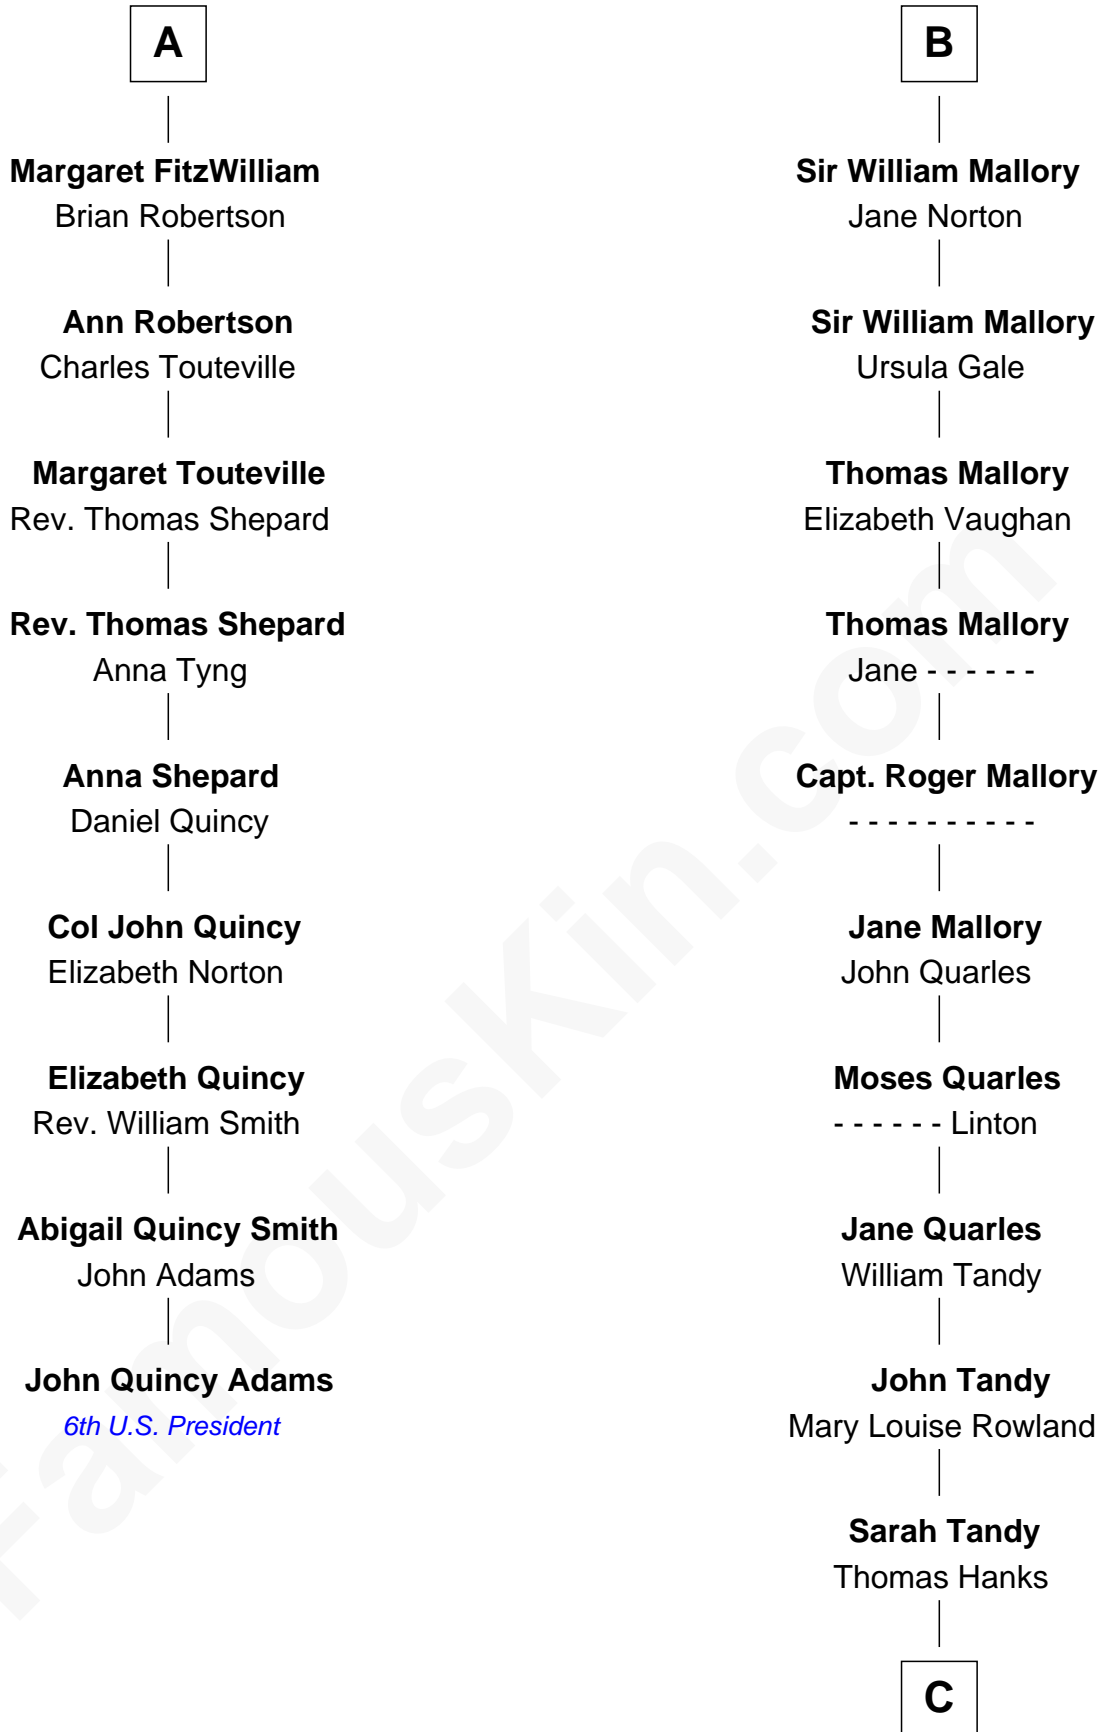 A
Margaret FitzWilliam
Brian Robertson
Ann Robertson
Charles Touteville
Margaret Touteville
Rev. Thomas Shepard
Rev. Thomas Shepard
Anna Tyng
Anna Shepard
Daniel Quincy
Col John Quincy
Elizabeth Norton
Elizabeth Quincy
Rev. William Smith
Abigail Quincy Smith
John Adams
John Quincy Adams
6th U.S. President
B
Sir William Mallory
Jane Norton
Sir William Mallory
Ursula Gale
Thomas Mallory
Elizabeth Vaughan
Thomas Mallory
Jane - - - - - -
Capt. Roger Mallory
- - - - - - - - - -
Jane Mallory
John Quarles
Moses Quarles
- - - - - - Linton
Jane Quarles
William Tandy
John Tandy
Mary Louise Rowland
Sarah Tandy
Thomas Hanks
C
FamousKin.com